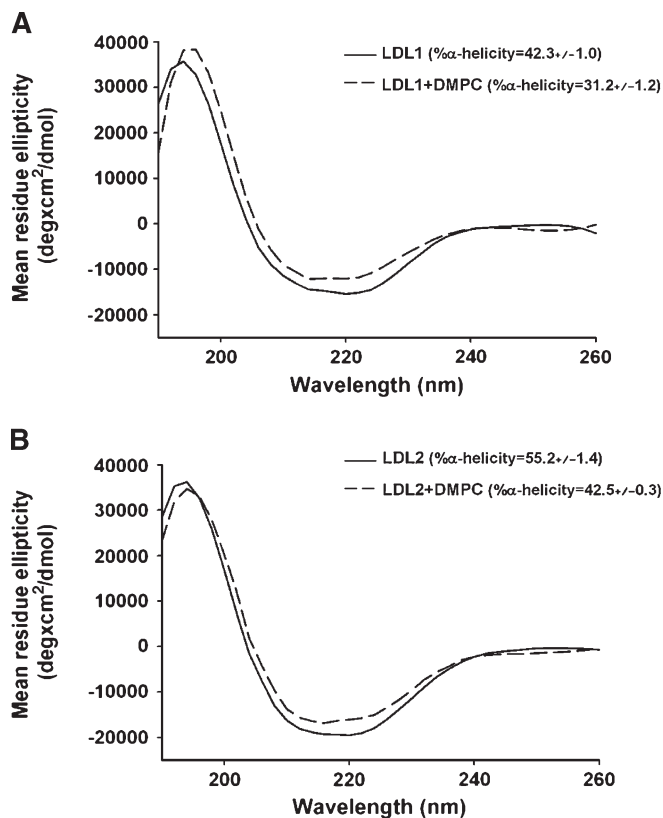 A
LDL1 (%α-helicity=42.3+/-1.0)
LDL1+DMPC (%α-helicity=31.2+/-1.2)
Mean residue ellipticity
(degxcm²/dmol)
40000
30000
20000
10000
0
-10000
-20000
200
220
240
260
Wavelength (nm)
B
LDL2 (%α-helicity=55.2+/-1.4)
LDL2+DMPC (%α-helicity=42.5+/-0.3)
Mean residue ellipticity
(degxcm²/dmol)
40000
30000
20000
10000
0
-10000
-20000
200
220
240
260
Wavelength (nm)